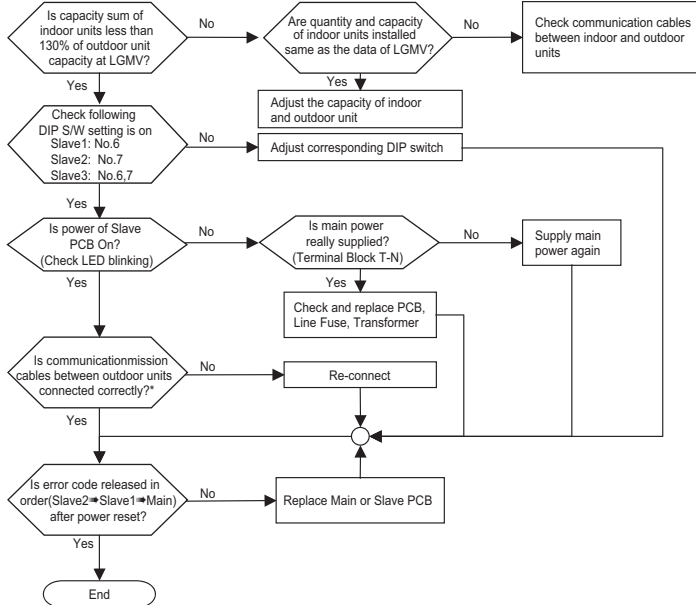 Is capacity sum of
indoor units less than
130% of outdoor unit
capacity at LGMV?
No
Are quantity and capacity
of indoor units installed
same as the data of LGMV?
No
Check communication cables
between indoor and outdoor
units
Yes
Yes
Adjust the capacity of indoor
and outdoor unit
Check following
DIP S/W setting is on
Slave1: No.6
Slave2: No.7
Slave3: No.6,7
No
Adjust corresponding DIP switch
Yes
Is power of Slave
PCB On?
(Check LED blinking)
No
Is main power
really supplied?
(Terminal Block T-N)
No
Supply main
power again
Yes
Yes
Check and replace PCB,
Line Fuse, Transformer
Is communicationmission
cables between outdoor units
connected correctly?*
No
Re-connect
Yes
Is error code released in
order(Slave2➠Slave1➠Main)
after power reset?
No
Replace Main or Slave PCB
Yes
End